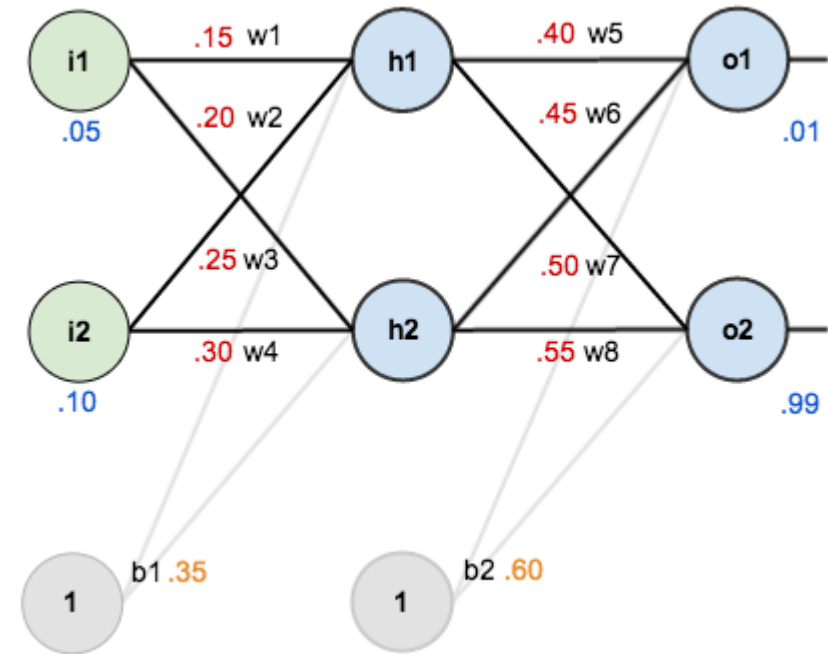 i1 .15 w1 h1 .40 w5 o1
.20 w2 .45 w6
.05 .01
.25 w3 .50 w7
i2 h2 o2
.30 w4 .55 w8
.10 .99
b1 .35 b2 .60
1 1